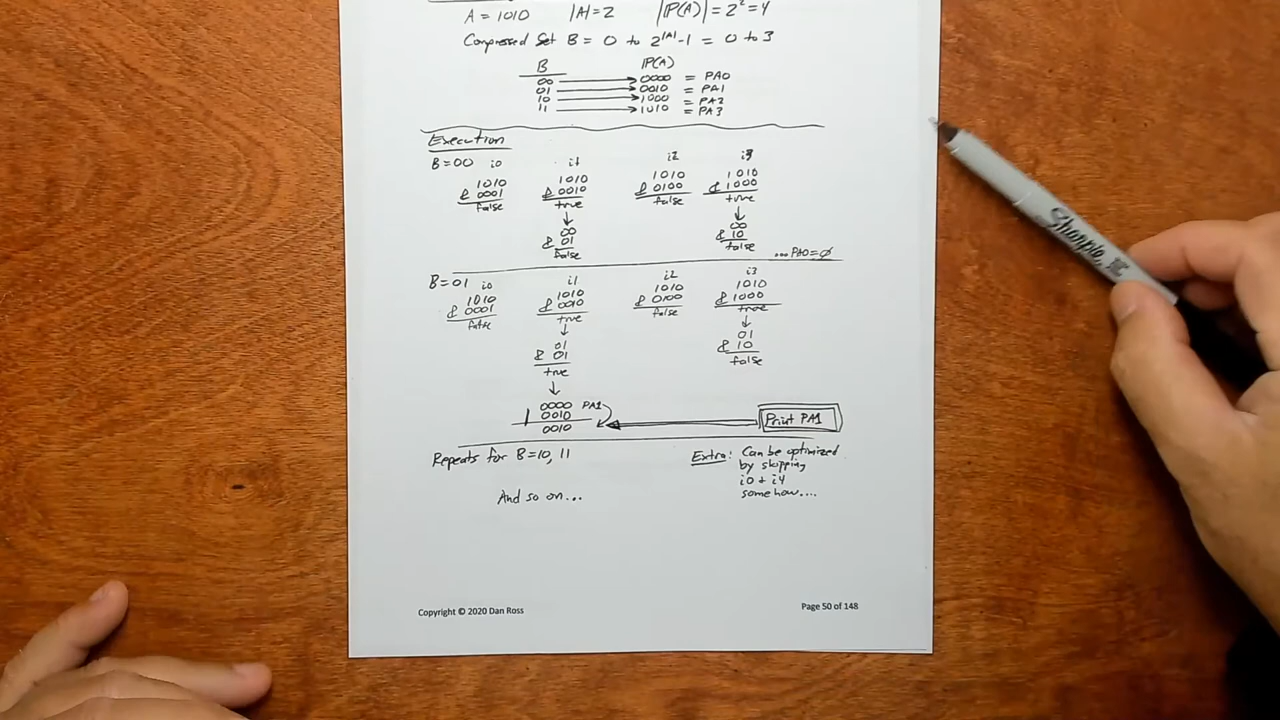 A = 1010 |A|=2 |P(A)| = 2² = 4
Compressed Set B = 0 to 2^|A|-1 = 0 to 3
B |P(A)
00 → 0000 = PA0
01 → 0010 = PA1
10 → 1000 = PA2
11 → 1010 = PA3
Execution
B=00 i0 i1 i2 i3
1010 1010 1010 1010
& 0001 & 0010 & 0100 & 1000
false true false true
↓ ↓
00 00
& 01 & 10
false false
...PA0=∅
B=01 i0 i1 i2 i3
1010 1010 1010 1010
& 0001 & 0010 & 0100 & 1000
false true false true
↓ ↓
01 01
& 01 & 10
true false
↓
0000 PA1
| 0010
0010
Print PA1
Repeats for B=10, 11
And so on...
Extra: Can be optimized
by skipping
i0 + i4
somehow....
Copyright © 2020 Dan Ross
Page 50 of 148
Sharpie